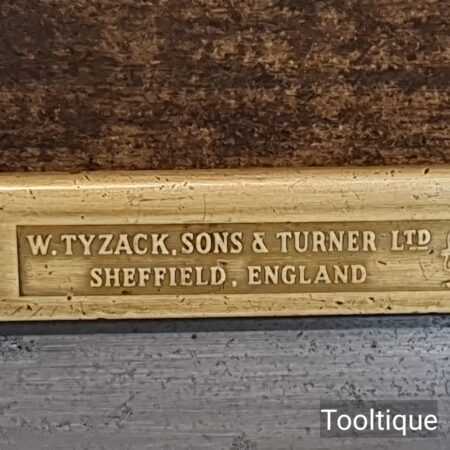 W. TYZACK, SONS & TURNER LTD
SHEFFIELD, ENGLAND
Tooltique